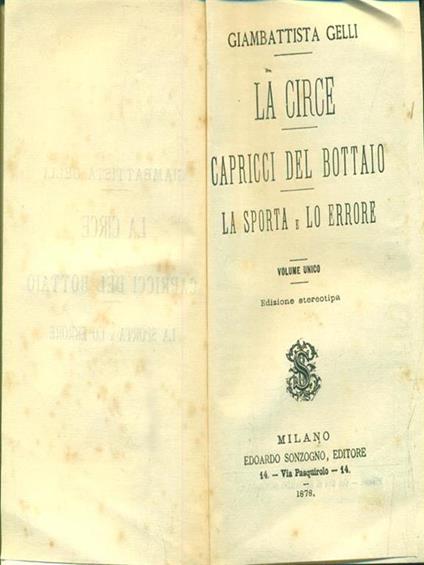 GIAMBATTISTA GELLI
LA CIRCE
CAPRICCI DEL BOTTAIO
LA SPORTA E LO ERRORE
VOLUME UNICO
Edizione stereotipa
MILANO
EDOARDO SONZOGNO, EDITORE
14. — Via Pasquirolo — 14.
1878.